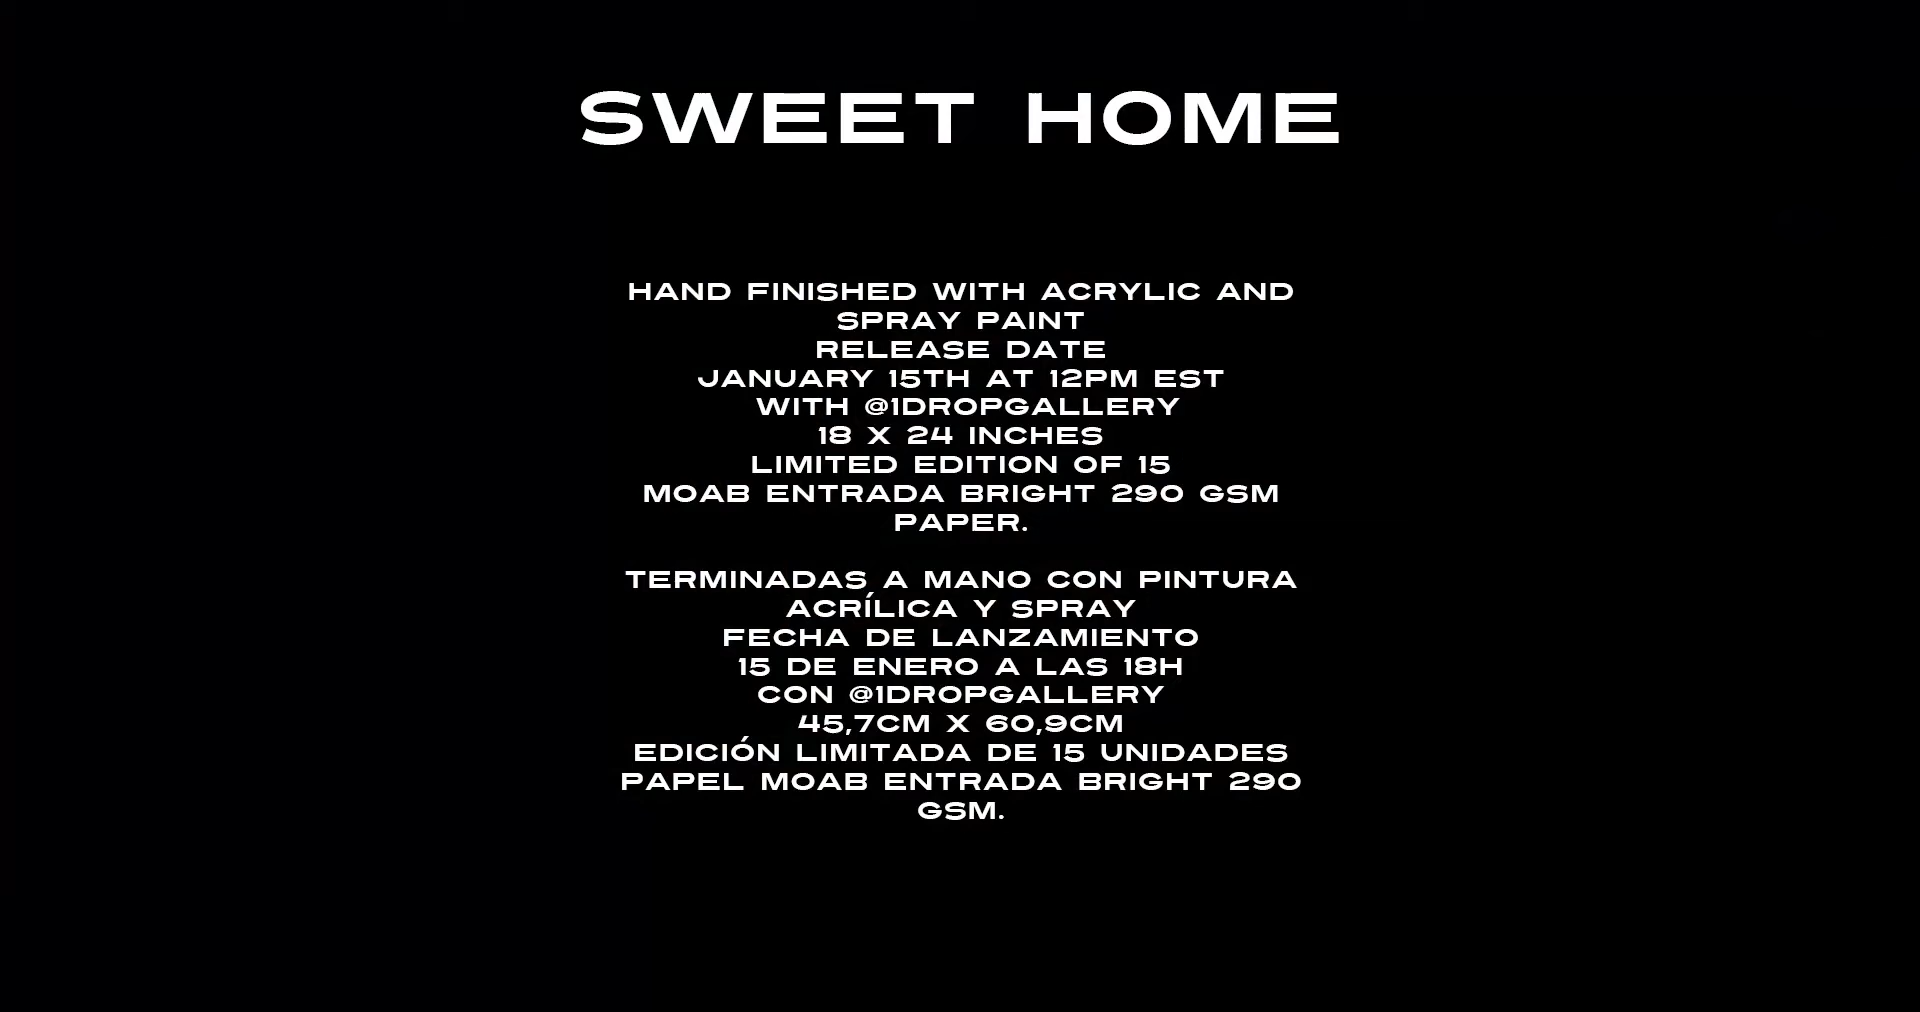 SWEET HOME
HAND FINISHED WITH ACRYLIC AND
SPRAY PAINT
RELEASE DATE
JANUARY 15TH AT 12PM EST
WITH @1DROPGALLERY
18 X 24 INCHES
LIMITED EDITION OF 15
MOAB ENTRADA BRIGHT 290 GSM
PAPER.
TERMINADAS A MANO CON PINTURA
ACRÍLICA Y SPRAY
FECHA DE LANZAMIENTO
15 DE ENERO A LAS 18H
CON @1DROPGALLERY
45,7CM X 60,9CM
EDICIÓN LIMITADA DE 15 UNIDADES
PAPEL MOAB ENTRADA BRIGHT 290
GSM.